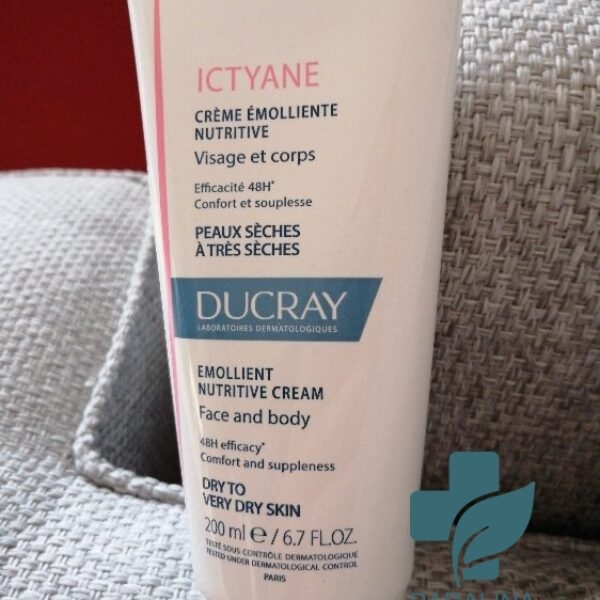 ICTYANE
CRÈME ÉMOLLIENTE
NUTRITIVE
Visage et corps
Efficacité 48H*
Confort et souplesse
PEAUX SÈCHES
À TRÈS SÈCHES
DUCRAY
LABORATOIRES DERMATOLOGIQUES
EMOLLIENT
NUTRITIVE CREAM
Face and body
48H efficacy*
Comfort and suppleness
DRY TO
VERY DRY SKIN
200 ml e / 6.7 FL.OZ.
TESTÉ SOUS CONTRÔLE DERMATOLOGIQUE
TESTED UNDER DERMATOLOGICAL CONTROL
PARIS